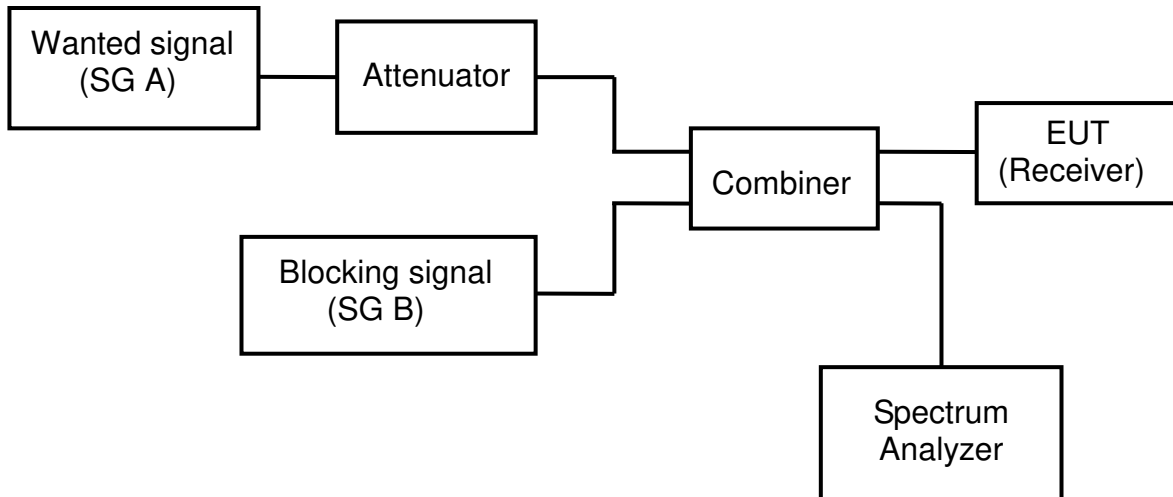 Wanted signal
(SG A)
Attenuator
EUT
(Receiver)
Combiner
Blocking signal
(SG B)
Spectrum
Analyzer